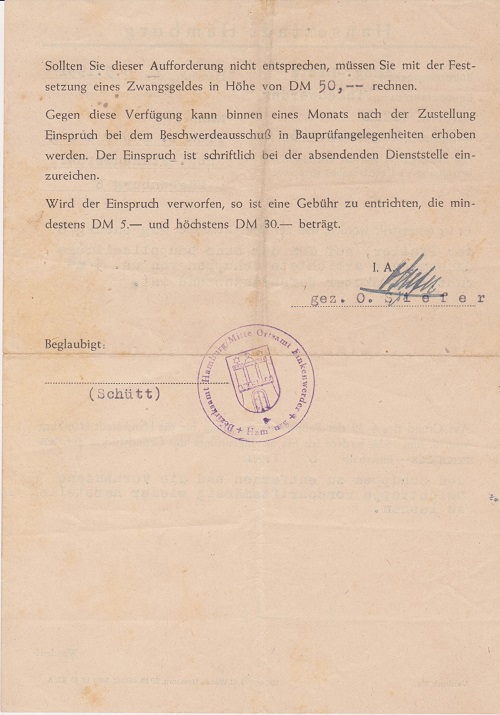 Sollten Sie dieser Aufforderung nicht entsprechen, müssen Sie mit der Fest-
setzung eines Zwangsgeldes in Höhe von DM 50,-- rechnen.
Gegen diese Verfügung kann binnen eines Monats nach der Zustellung
Einspruch bei dem Beschwerdeausschuß in Bauprüfangelegenheiten erhoben
werden. Der Einspruch ist schriftlich bei der absendenden Dienststelle ein-
zureichen.
Wird der Einspruch verworfen, so ist eine Gebühr zu entrichten, die min-
destens DM 5.— und höchstens DM 30.— beträgt.
I. A.
gez. O. Siefer
Beglaubigt:
(Schütt)
Bezirksamt Hamburg/Mitte Ortsamt Finkenwerder
Hamburg